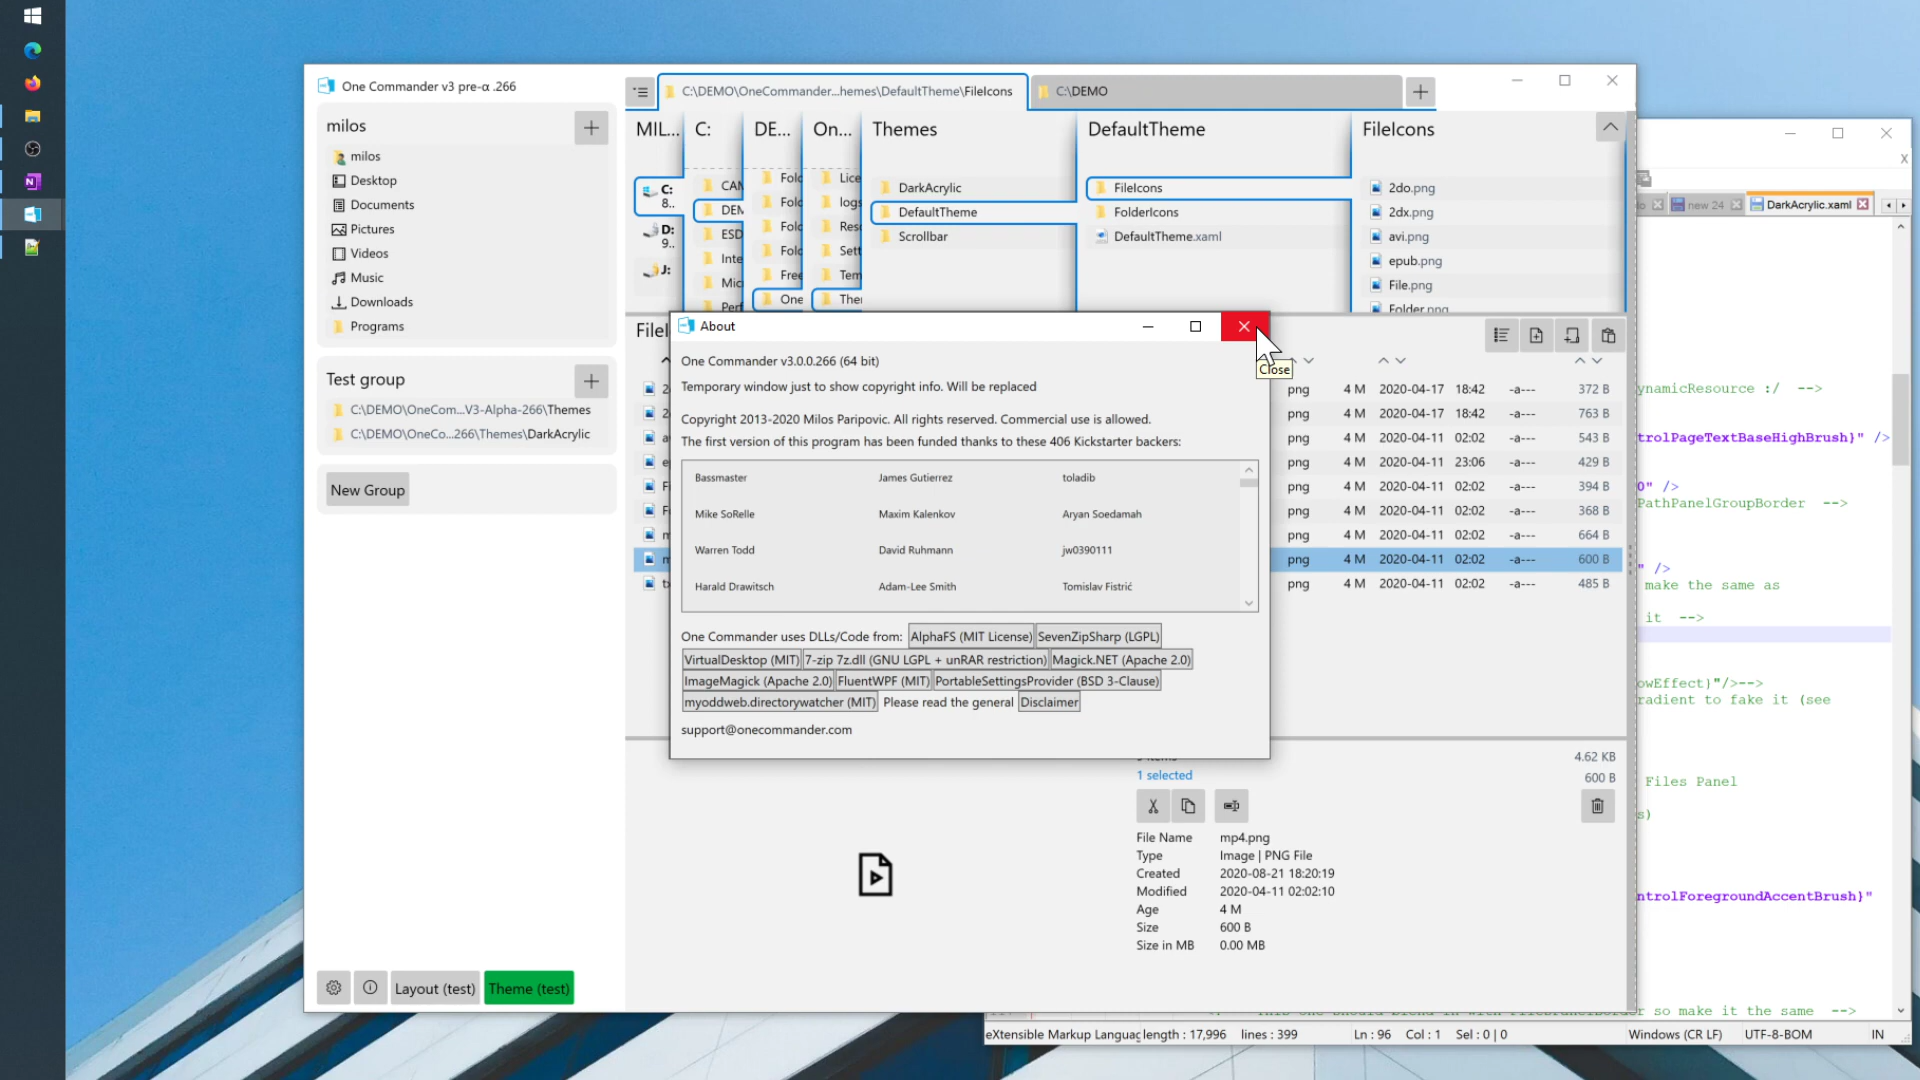 One Commander v3 pre-α .266
milos
milos
Desktop
Documents
Pictures
Videos
Music
Downloads
Programs
Test group
C:\DEMO\OneCom...V3-Alpha-266\Themes
C:\DEMO\OneCo...266\Themes\DarkAcrylic
New Group
Layout (test)
Theme (test)
C:\DEMO\OneCommander...hemes\DefaultTheme\FileIcons
C:\DEMO
MIL...
C:
DE...
On...
Themes
DefaultTheme
FileIcons
C:
8..
D:
9..
J:
DEM
ESD
Inte
One
DarkAcrylic
DefaultTheme
Scrollbar
FileIcons
FolderIcons
DefaultTheme.xaml
2do.png
2dx.png
avi.png
epub.png
File.png
Folder.png
About
Close
One Commander v3.0.0.266 (64 bit)
Temporary window just to show copyright info. Will be replaced
Copyright 2013-2020 Milos Paripovic. All rights reserved. Commercial use is allowed.
The first version of this program has been funded thanks to these 406 Kickstarter backers:
Bassmaster James Gutierrez toladib
Mike SoRelle Maxim Kalenkov Aryan Soedamah
Warren Todd David Ruhmann jw0390111
Harald Drawitsch Adam-Lee Smith Tomislav Fistrić
One Commander uses DLLs/Code from: AlphaFS (MIT License) SevenZipSharp (LGPL)
VirtualDesktop (MIT) 7-zip 7z.dll (GNU LGPL + unRAR restriction) Magick.NET (Apache 2.0)
ImageMagick (Apache 2.0) FluentWPF (MIT) PortableSettingsProvider (BSD 3-Clause)
myoddweb.directorywatcher (MIT) Please read the general Disclaimer
support@onecommander.com
png 4 M 2020-04-17 18:42 -a--- 372 B
png 4 M 2020-04-17 18:42 -a--- 763 B
png 4 M 2020-04-11 02:02 -a--- 543 B
png 4 M 2020-04-11 23:06 -a--- 429 B
png 4 M 2020-04-11 02:02 -a--- 394 B
png 4 M 2020-04-11 02:02 -a--- 368 B
png 4 M 2020-04-11 02:02 -a--- 664 B
png 4 M 2020-04-11 02:02 -a--- 600 B
png 4 M 2020-04-11 02:02 -a--- 485 B
4.62 KB
1 selected 600 B
File Name mp4.png
Type Image | PNG File
Created 2020-08-21 18:20:19
Modified 2020-04-11 02:02:10
Age 4 M
Size 600 B
Size in MB 0.00 MB
new 24
DarkAcrylic.xaml
ynamicResource :/ -->
trolPageTextBaseHighBrush}" />
0" />
PathPanelGroupBorder -->
" />
make the same as
it -->
owEffect}"/>-->
radient to fake it (see
Files Panel
s)
ntrolForegroundAccentBrush}"
so make it the same -->
eXtensible Markup Languag length : 17,996 lines : 399 Ln : 96 Col : 1 Sel : 0 | 0 Windows (CR LF) UTF-8-BOM IN